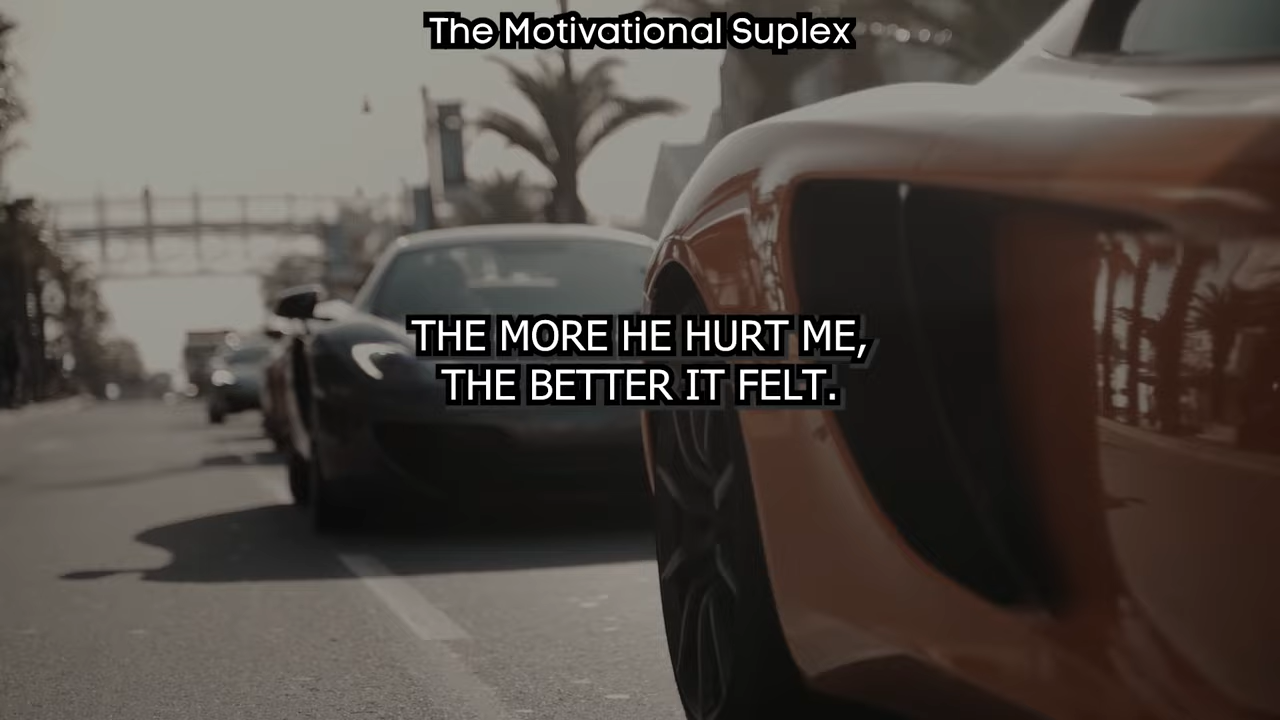 The Motivational Suplex
THE MORE HE HURT ME,
THE BETTER IT FELT.